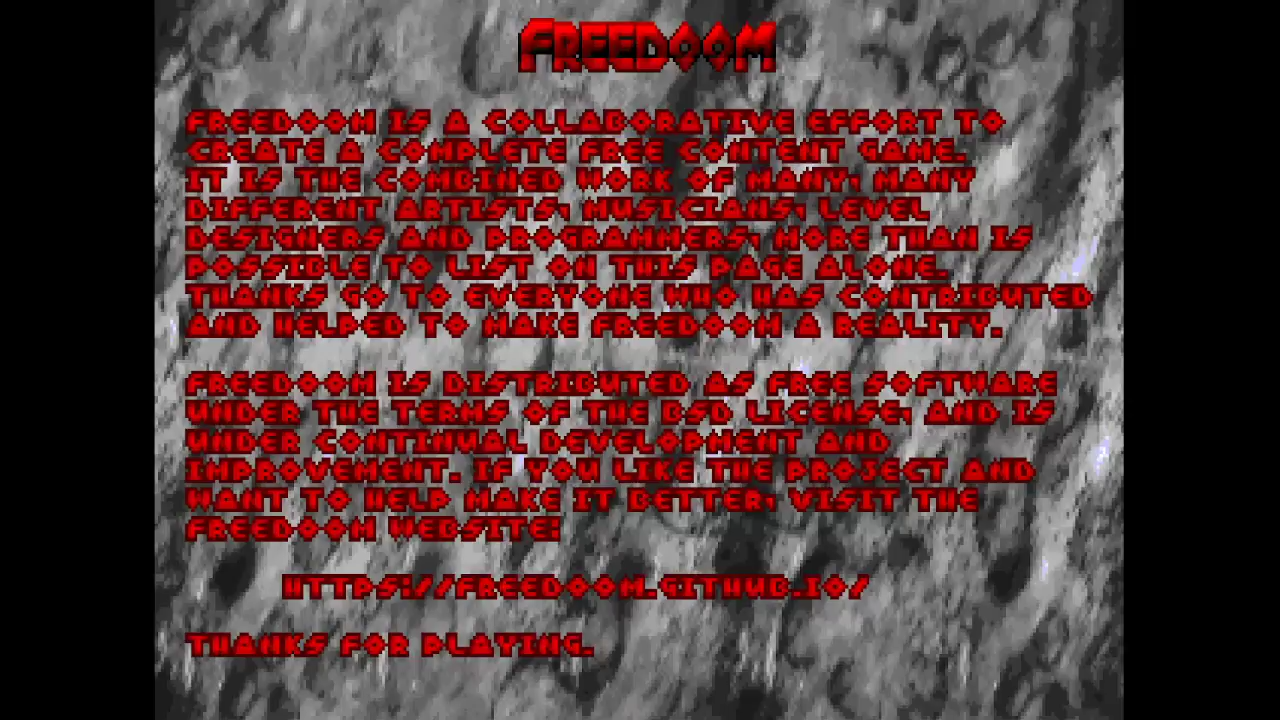 FREEDOOM
FREEDOOM IS A COLLABORATIVE EFFORT TO
CREATE A COMPLETE FREE CONTENT GAME.
IT IS THE COMBINED WORK OF MANY, MANY
DIFFERENT ARTISTS, MUSICIANS, LEVEL
DESIGNERS AND PROGRAMMERS, MORE THAN IS
POSSIBLE TO LIST ON THIS PAGE ALONE.
THANKS GO TO EVERYONE WHO HAS CONTRIBUTED
AND HELPED TO MAKE FREEDOOM A REALITY.
FREEDOOM IS DISTRIBUTED AS FREE SOFTWARE
UNDER THE TERMS OF THE BSD LICENSE, AND IS
UNDER CONTINUAL DEVELOPMENT AND
IMPROVEMENT. IF YOU LIKE THE PROJECT AND
WANT TO HELP MAKE IT BETTER, VISIT THE
FREEDOOM WEBSITE:
HTTPS://FREEDOOM.GITHUB.IO/
THANKS FOR PLAYING.